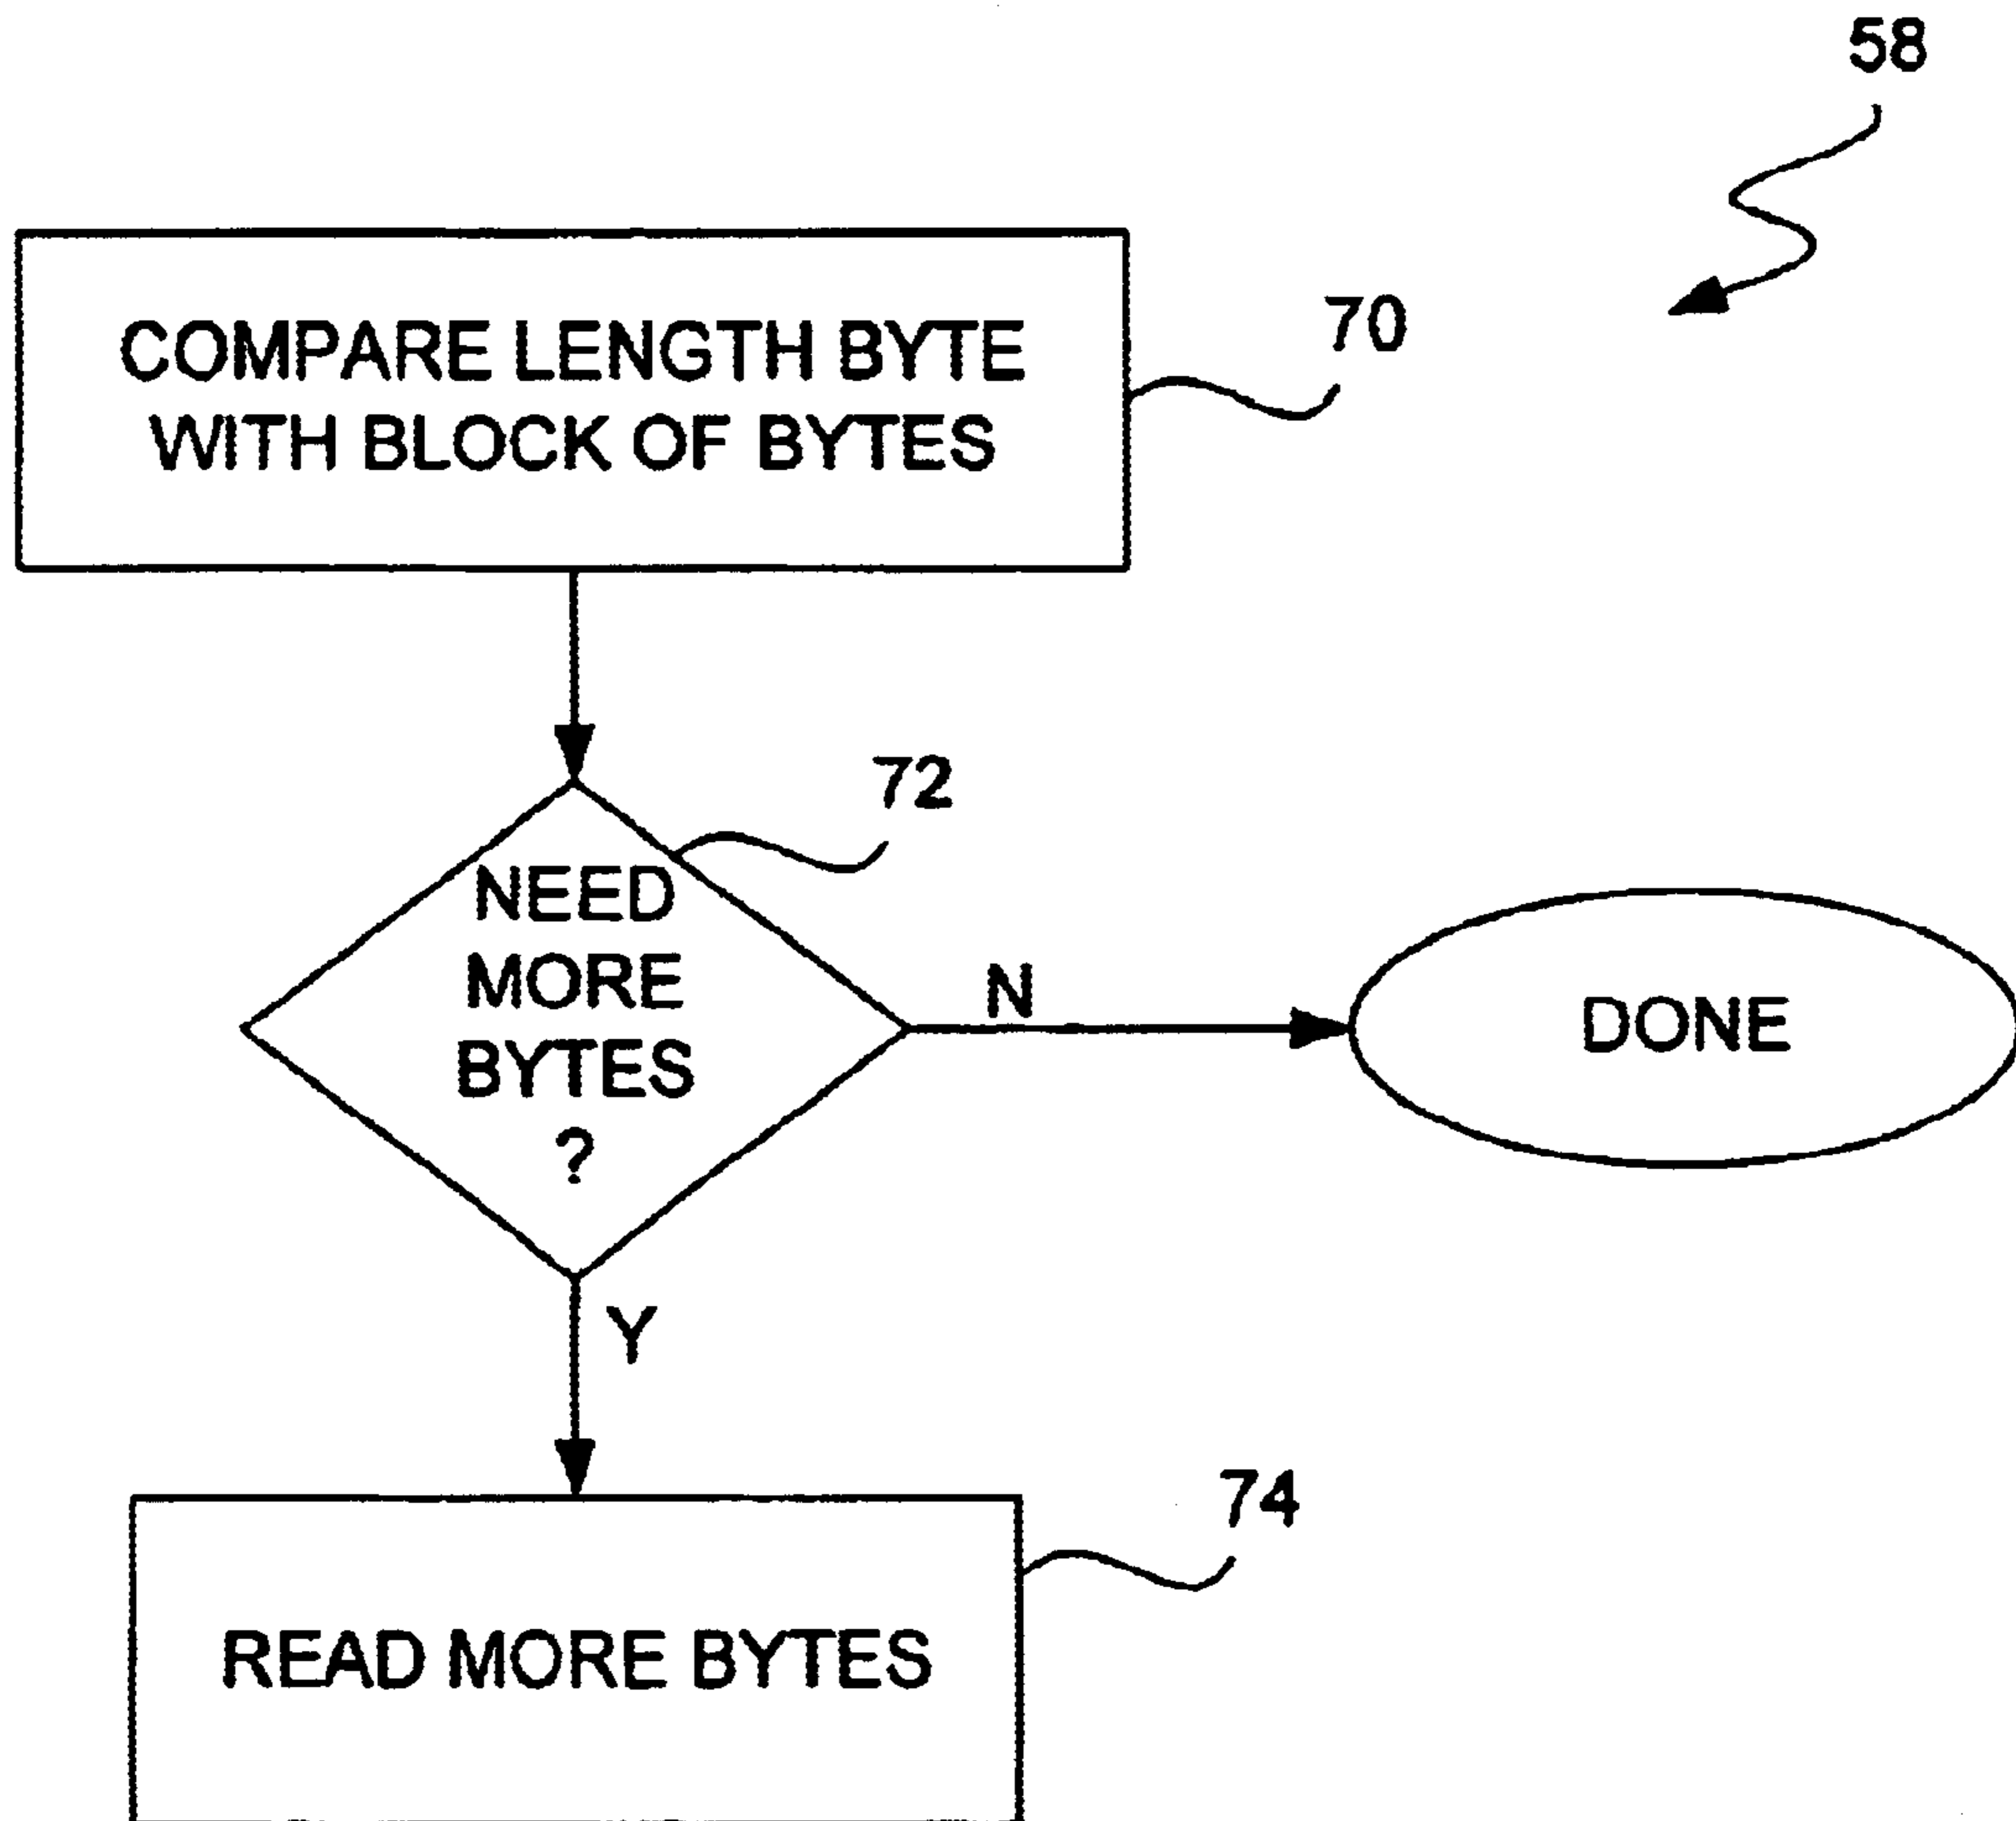 58
COMPARE LENGTH BYTE
WITH BLOCK OF BYTES
70
72
NEED
MORE
BYTES
?
N
DONE
Y
74
READ MORE BYTES